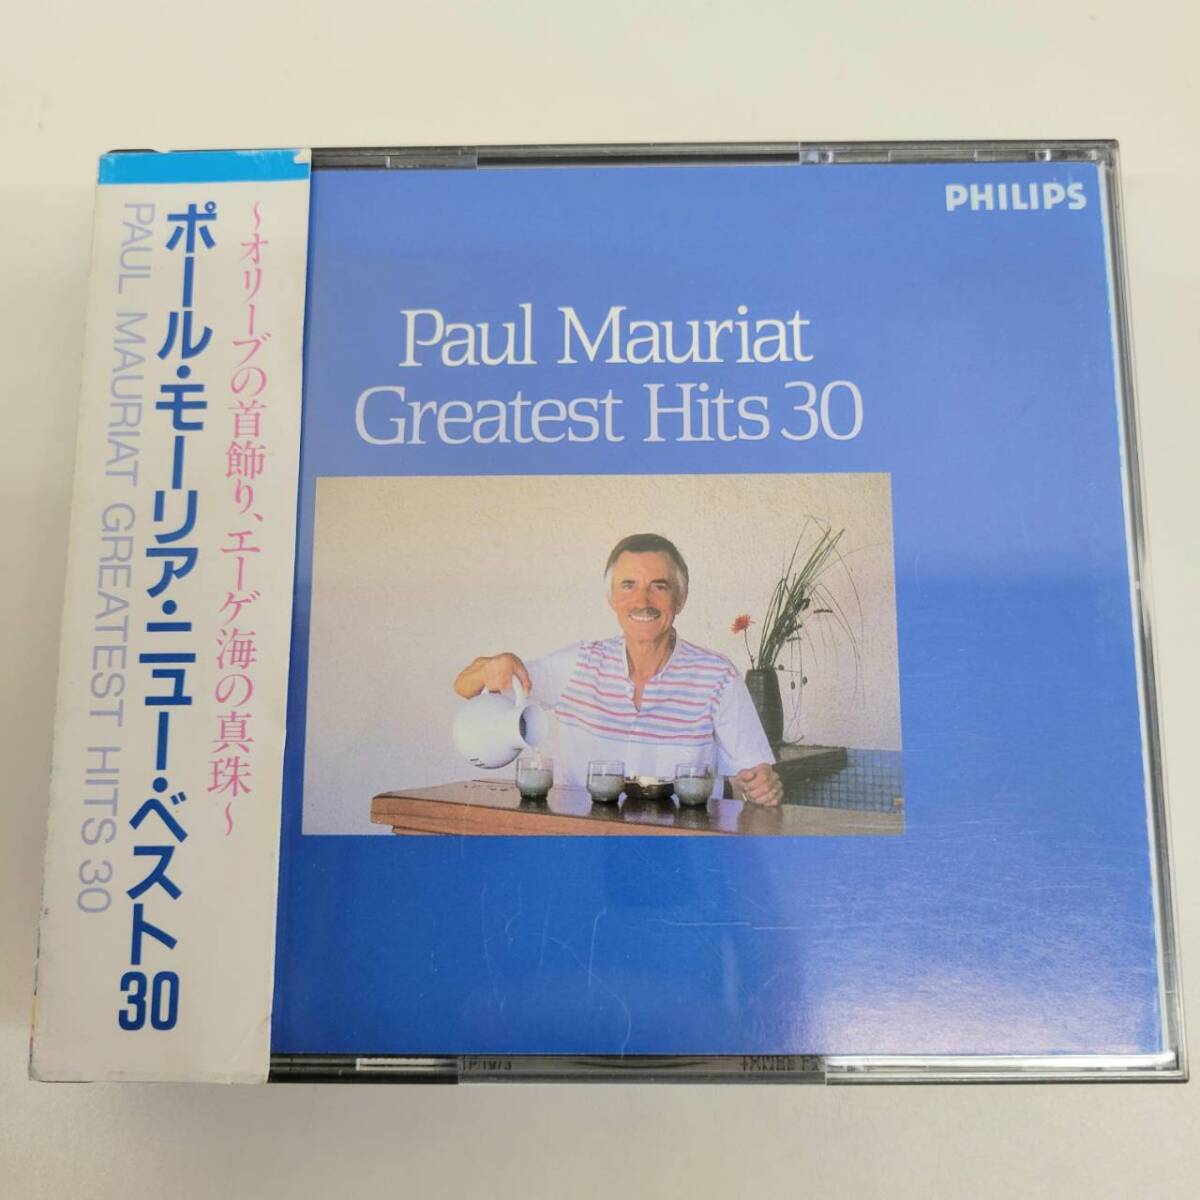 ～オリーブの首飾り、エーゲ海の真珠～
ポール・モーリア・ニュー・ベスト30
PAUL MAURIAT GREATEST HITS 30
PHILIPS
Paul Mauriat
Greatest Hits 30